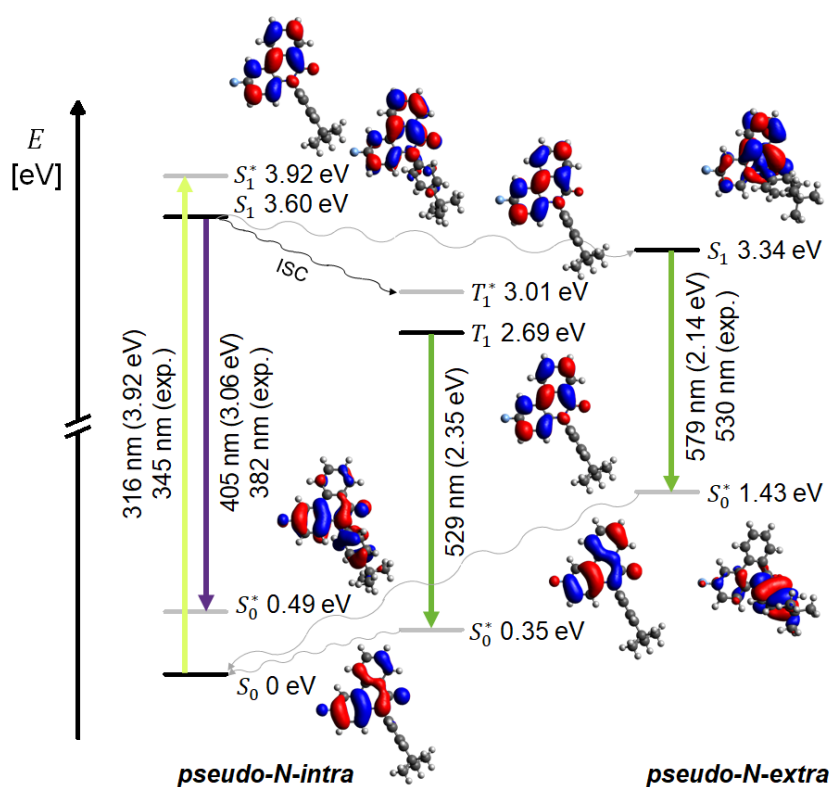 E
[eV]
S₁* 3.92 eV
S₁ 3.60 eV
ISC
T₁* 3.01 eV
T₁ 2.69 eV
S₁ 3.34 eV
316 nm (3.92 eV)
345 nm (exp.)
405 nm (3.06 eV)
382 nm (exp.)
529 nm (2.35 eV)
579 nm (2.14 eV)
530 nm (exp.)
S₀* 1.43 eV
S₀* 0.49 eV
S₀* 0.35 eV
S₀ 0 eV
pseudo-N-intra
pseudo-N-extra